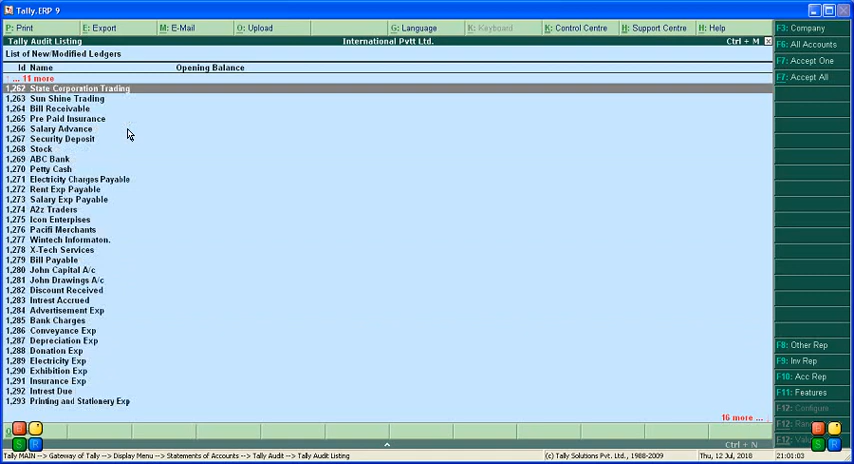 Tally.ERP 9
P: Print E: Export M: E-Mail O: Upload G: Language K: Keyboard K: Control Centre H: Support Centre H: Help
Tally Audit Listing International Pvtt Ltd. Ctrl + M
List of New/Modified Ledgers
Id Name Opening Balance
... 11 more
1,262 State Corporation Trading
1,263 Sun Shine Trading
1,264 Bill Receivable
1,265 Pre Paid Insurance
1,266 Salary Advance
1,267 Security Deposit
1,268 Stock
1,269 ABC Bank
1,270 Petty Cash
1,271 Electricity Charges Payable
1,272 Rent Exp Payable
1,273 Salary Exp Payable
1,274 A2z Traders
1,275 Icon Enterpises
1,276 Pacifi Merchants
1,277 Wintech Informaton.
1,278 X-Tech Services
1,279 Bill Payable
1,280 John Capital A/c
1,281 John Drawings A/c
1,282 Discount Received
1,283 Intrest Accrued
1,284 Advertisement Exp
1,285 Bank Charges
1,286 Conveyance Exp
1,287 Depreciation Exp
1,288 Donation Exp
1,289 Electricity Exp
1,290 Exhibition Exp
1,291 Insurance Exp
1,292 Intrest Due
1,293 Printing and Stationery Exp
16 more ...
F3: Company
F6: All Accounts
F7: Accept One
F7: Accept All
F8: Other Rep
F9: Inv Rep
F10: Acc Rep
F11: Features
F12: Configure
F12:
F12:
B S R
B S R
Ctrl + N
Tally MAIN --> Gateway of Tally --> Display Menu --> Statements of Accounts --> Tally Audit --> Tally Audit Listing (c) Tally Solutions Pvt. Ltd., 1988-2009 Thu, 12 Jul, 2018 21:01:03